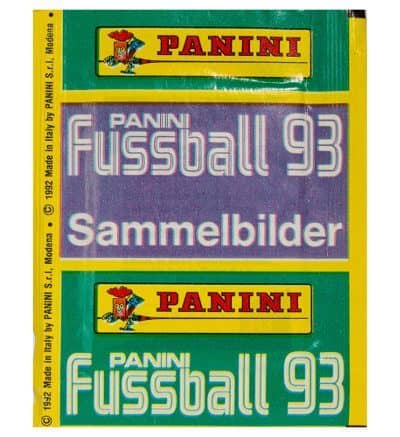 PANINI
PANINI
Fussball 93
Sammelbilder
PANINI
PANINI
Fussball 93
© 1992 Made in Italy by PANINI S.r.l, Modena •
© 1992 Made in Italy by PANINI S.r.l, Modena •